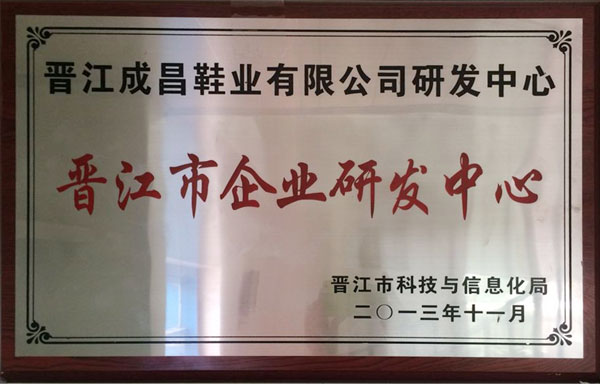 晋江成昌鞋业有限公司研发中心
晋江市企业研发中心
晋江市科技与信息化局
二〇一三年十一月